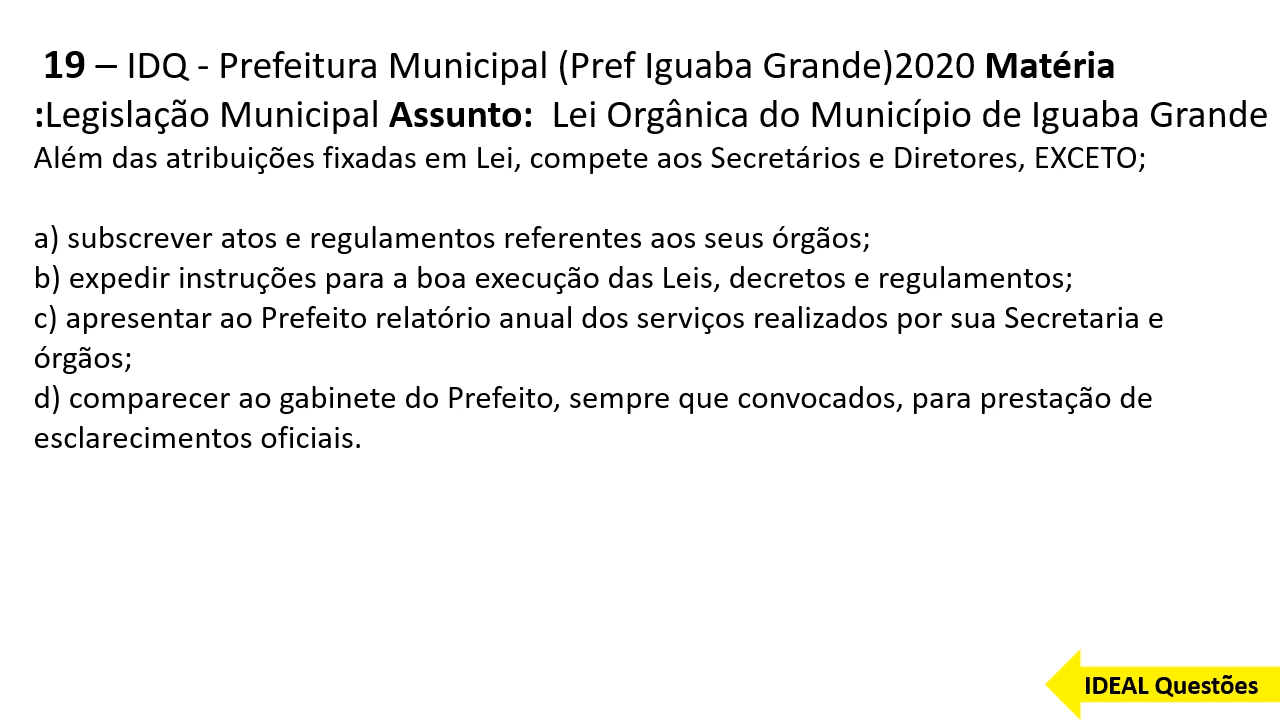 19 – IDQ - Prefeitura Municipal (Pref Iguaba Grande)2020 Matéria
:Legislação Municipal Assunto:  Lei Orgânica do Município de Iguaba Grande
Além das atribuições fixadas em Lei, compete aos Secretários e Diretores, EXCETO;
a) subscrever atos e regulamentos referentes aos seus órgãos;
b) expedir instruções para a boa execução das Leis, decretos e regulamentos;
c) apresentar ao Prefeito relatório anual dos serviços realizados por sua Secretaria e
órgãos;
d) comparecer ao gabinete do Prefeito, sempre que convocados, para prestação de
esclarecimentos oficiais.
IDEAL Questões